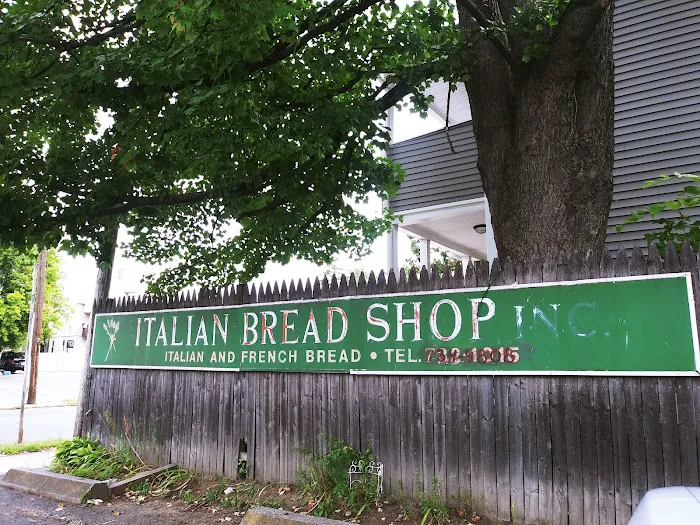 ITALIAN BREAD SHOP INC.
ITALIAN AND FRENCH BREAD • TEL.